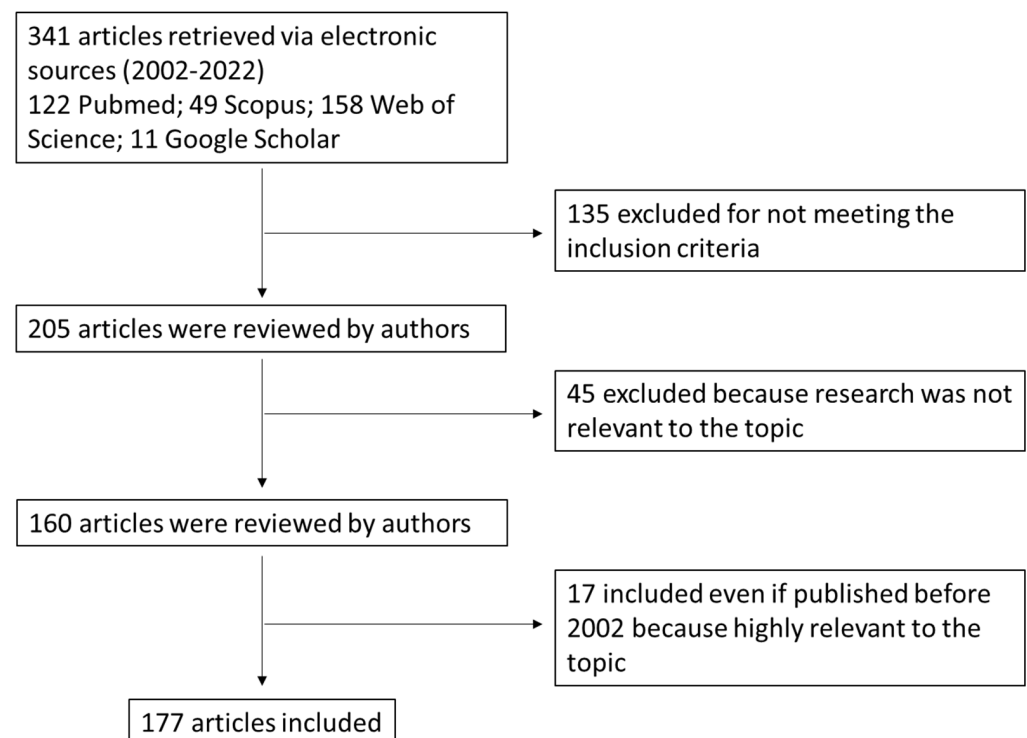 341 articles retrieved via electronic
sources (2002-2022)
122 Pubmed; 49 Scopus; 158 Web of
Science; 11 Google Scholar
135 excluded for not meeting the
inclusion criteria
205 articles were reviewed by authors
45 excluded because research was not
relevant to the topic
160 articles were reviewed by authors
17 included even if published before
2002 because highly relevant to the
topic
177 articles included